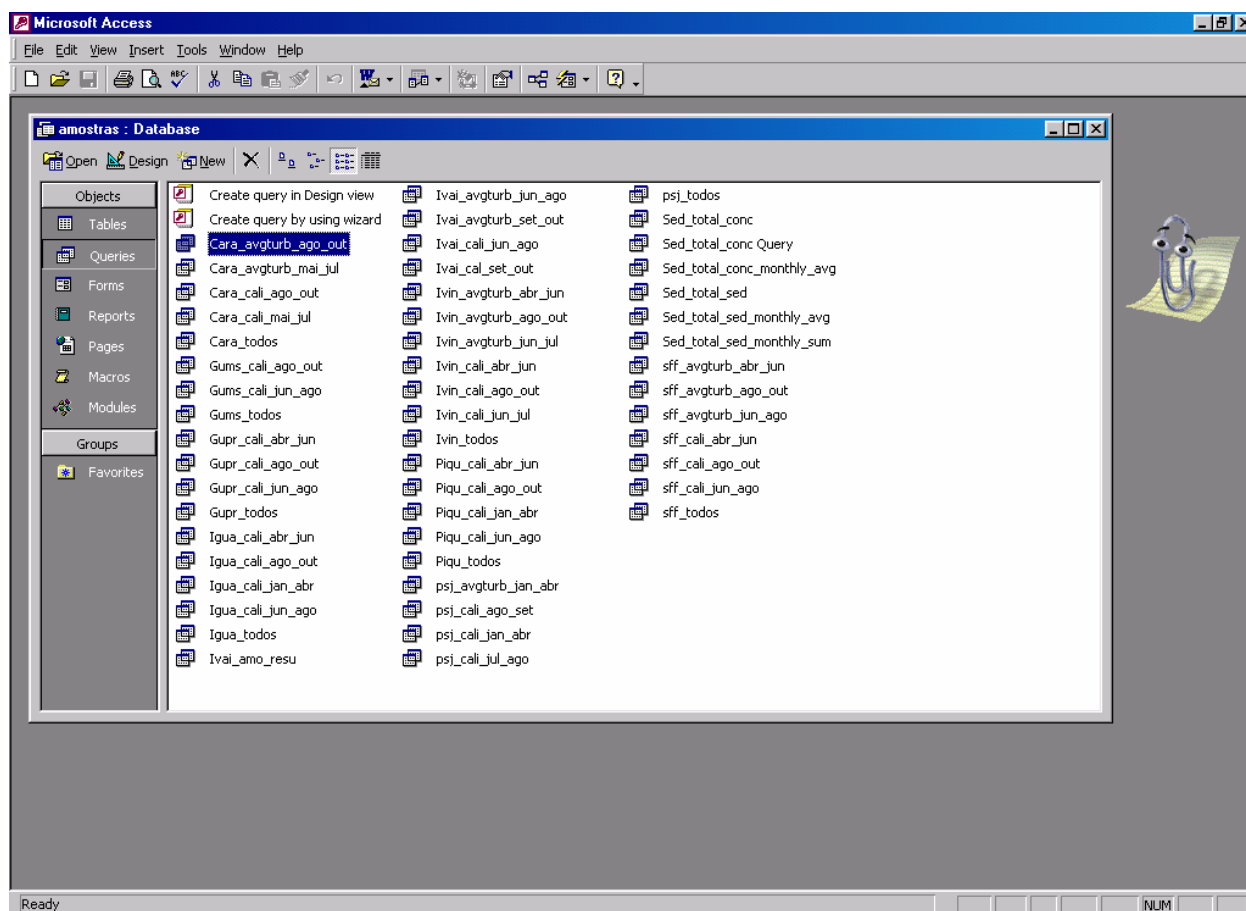 Microsoft Access
File Edit View Insert Tools Window Help
amostras : Database
Open Design New
Objects
Tables
Queries
Forms
Reports
Pages
Macros
Modules
Groups
Favorites
Create query in Design view
Create query by using wizard
Cara_avgturb_ago_out
Cara_avgturb_mai_jul
Cara_cali_ago_out
Cara_cali_mai_jul
Cara_todos
Gums_cali_ago_out
Gums_cali_jun_ago
Gums_todos
Gupr_cali_abr_jun
Gupr_cali_ago_out
Gupr_cali_jun_ago
Gupr_todos
Igua_cali_abr_jun
Igua_cali_ago_out
Igua_cali_jan_abr
Igua_cali_jun_ago
Igua_todos
Ivai_amo_resu
Ivai_avgturb_jun_ago
Ivai_avgturb_set_out
Ivai_cali_jun_ago
Ivai_cal_set_out
Ivin_avgturb_abr_jun
Ivin_avgturb_ago_out
Ivin_avgturb_jun_jul
Ivin_cali_abr_jun
Ivin_cali_ago_out
Ivin_cali_jun_jul
Ivin_todos
Piqu_cali_abr_jun
Piqu_cali_ago_out
Piqu_cali_jan_abr
Piqu_cali_jun_ago
Piqu_todos
psj_avgturb_jan_abr
psj_cali_ago_set
psj_cali_jan_abr
psj_cali_jul_ago
psj_todos
Sed_total_conc
Sed_total_conc Query
Sed_total_conc_monthly_avg
Sed_total_sed
Sed_total_sed_monthly_avg
Sed_total_sed_monthly_sum
sff_avgturb_abr_jun
sff_avgturb_ago_out
sff_avgturb_jun_ago
sff_cali_abr_jun
sff_cali_ago_out
sff_cali_jun_ago
sff_todos
Ready
NUM